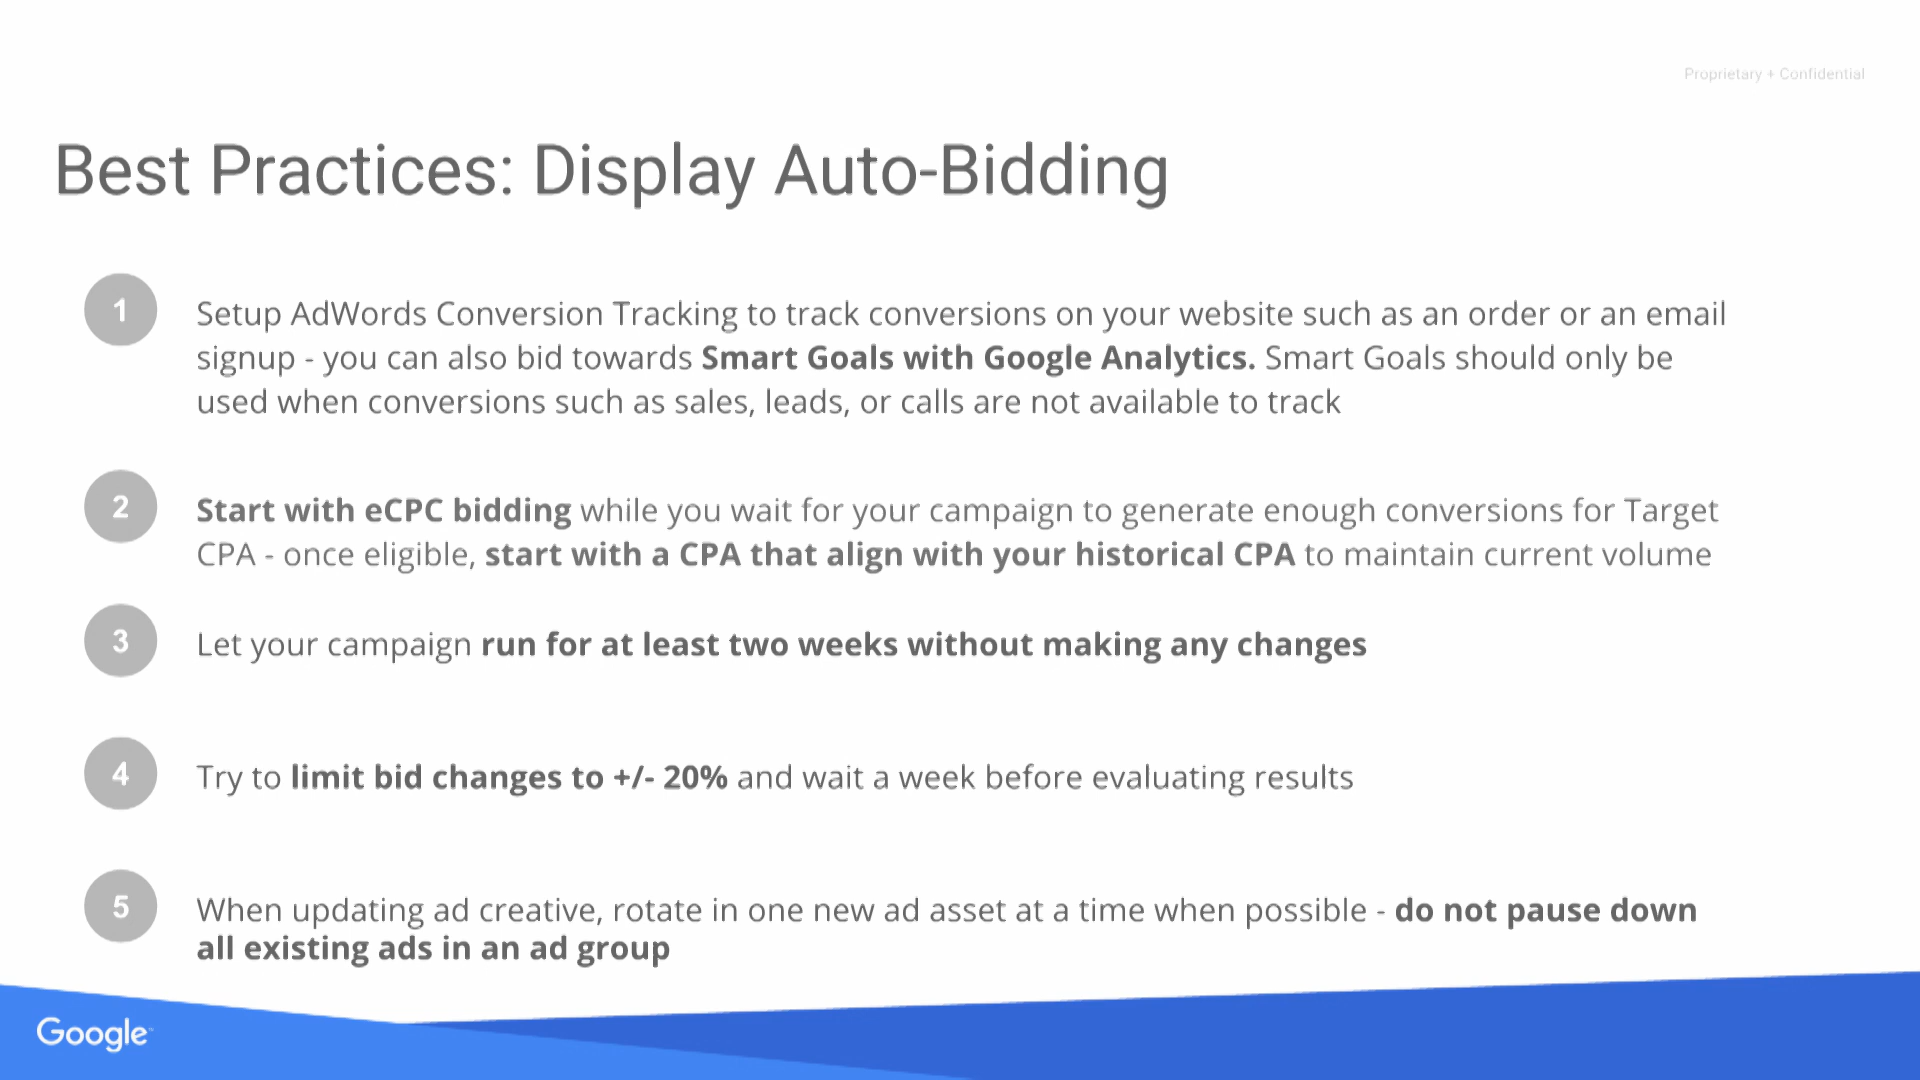 Proprietary + Confidential
Best Practices: Display Auto-Bidding
1
Setup AdWords Conversion Tracking to track conversions on your website such as an order or an email
signup - you can also bid towards Smart Goals with Google Analytics. Smart Goals should only be
used when conversions such as sales, leads, or calls are not available to track
2
Start with eCPC bidding while you wait for your campaign to generate enough conversions for Target
CPA - once eligible, start with a CPA that align with your historical CPA to maintain current volume
3
Let your campaign run for at least two weeks without making any changes
4
Try to limit bid changes to +/- 20% and wait a week before evaluating results
5
When updating ad creative, rotate in one new ad asset at a time when possible - do not pause down
all existing ads in an ad group
Google